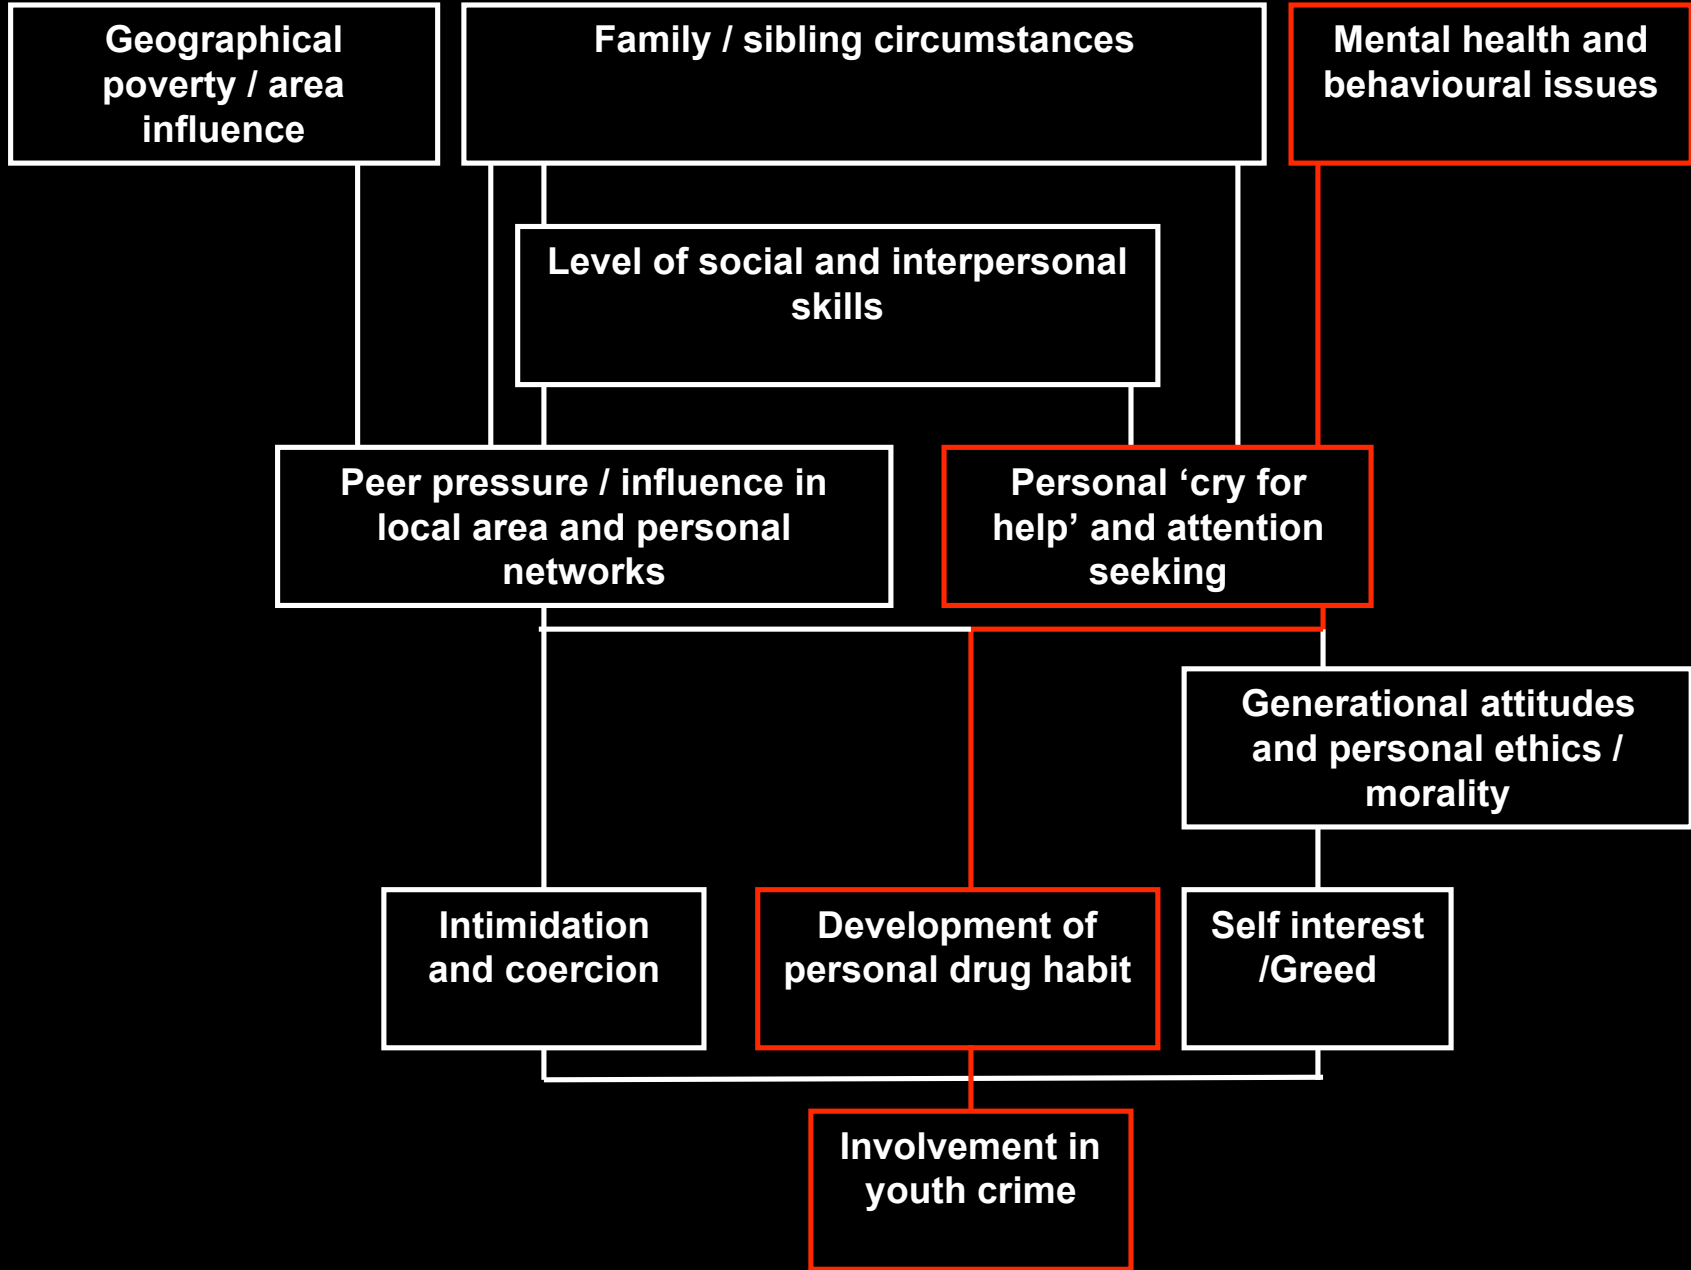 Geographical
poverty / area
influence
Family / sibling circumstances
Mental health and
behavioural issues
Level of social and interpersonal
skills
Peer pressure / influence in
local area and personal
networks
Personal ‘cry for
help’ and attention
seeking
Generational attitudes
and personal ethics /
morality
Intimidation
and coercion
Development of
personal drug habit
Self interest
/Greed
Involvement in
youth crime